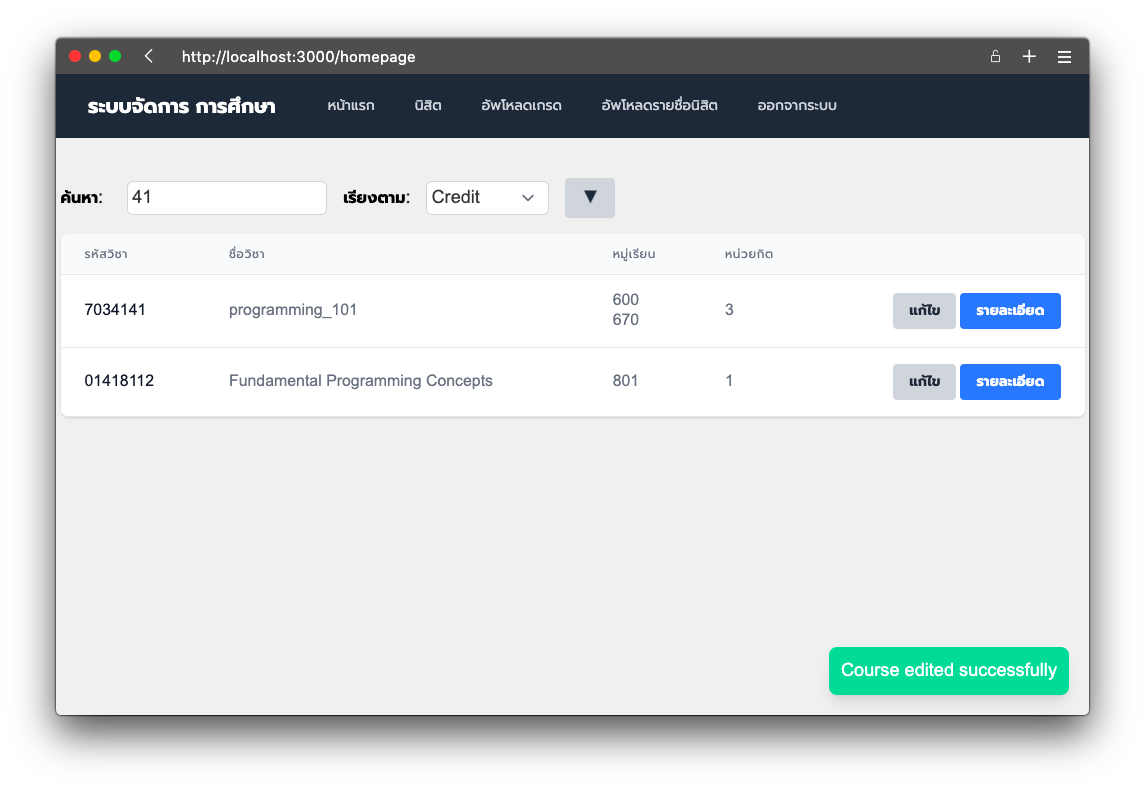 http://localhost:3000/homepage
ระบบจัดการ การศึกษา หน้าแรก นิสิต อัพโหลดเกรด อัพโหลดรายชื่อนิสิต ออกจากระบบ
ค้นหา: 41 เรียงตาม: Credit ▼
รหัสวิชา ชื่อวิชา หมู่เรียน หน่วยกิต
7034141 programming_101 600 3 แก้ไข รายละเอียด
670
01418112 Fundamental Programming Concepts 801 1 แก้ไข รายละเอียด
Course edited successfully